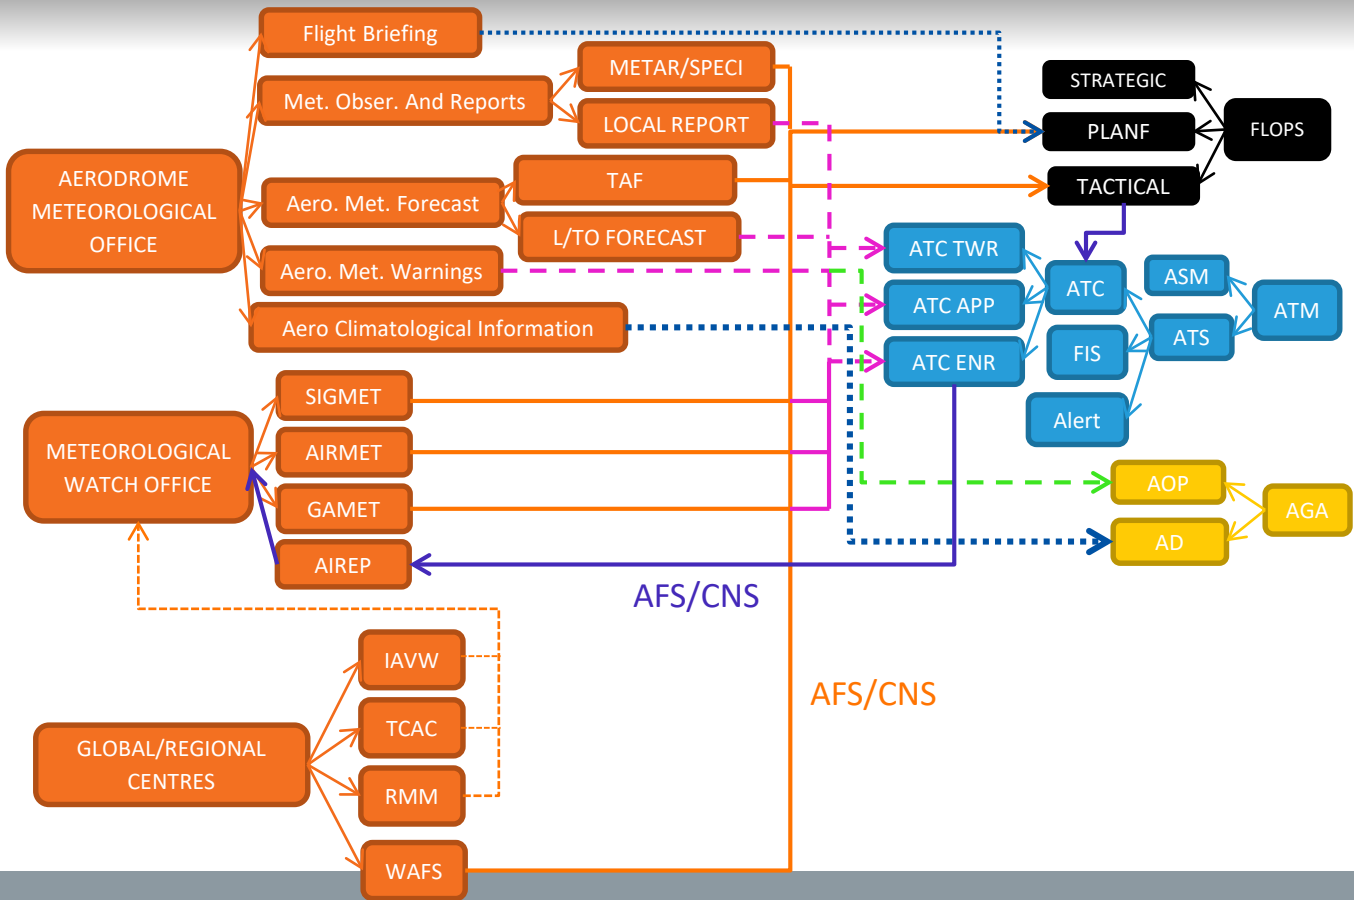 Flight Briefing
METAR/SPECI
STRATEGIC
Met. Obser. And Reports
LOCAL REPORT
PLANF
FLOPS
AERODROME
METEOROLOGICAL
OFFICE
TAF
TACTICAL
Aero. Met. Forecast
L/TO FORECAST
ATC TWR
Aero. Met. Warnings
ATC
ASM
ATC APP
ATM
Aero Climatological Information
ATS
FIS
ATC ENR
SIGMET
Alert
METEOROLOGICAL
WATCH OFFICE
AIRMET
GAMET
AOP
AGA
AD
AIREP
AFS/CNS
IAVW
AFS/CNS
TCAC
GLOBAL/REGIONAL
CENTRES
RMM
WAFS